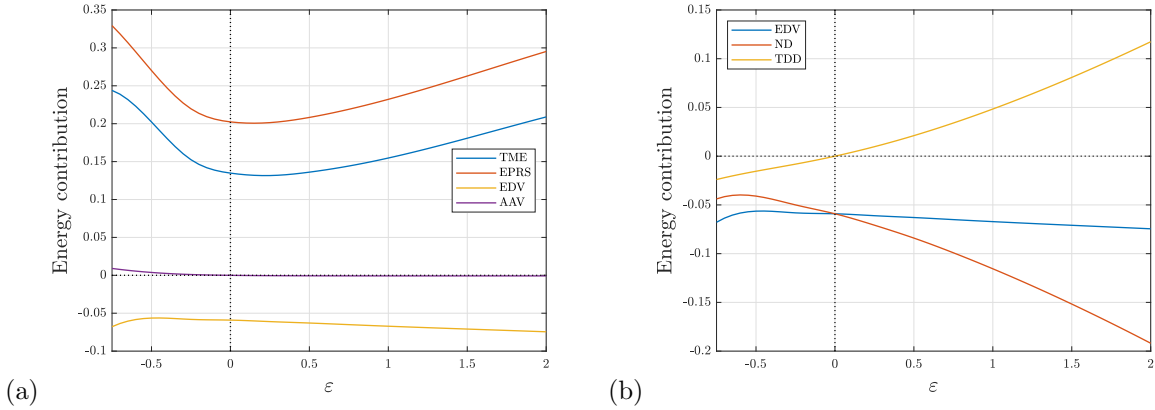 0.35
0.3
0.25
0.2
0.15
0.1
0.05
0
-0.05
-0.1
-0.5
0
0.5
1
1.5
2
Energy contribution
ε
TME
EPRS
EDV
AAV
(a)
0.15
0.1
0.05
0
-0.05
-0.1
-0.15
-0.2
-0.5
0
0.5
1
1.5
2
Energy contribution
ε
EDV
ND
TDD
(b)